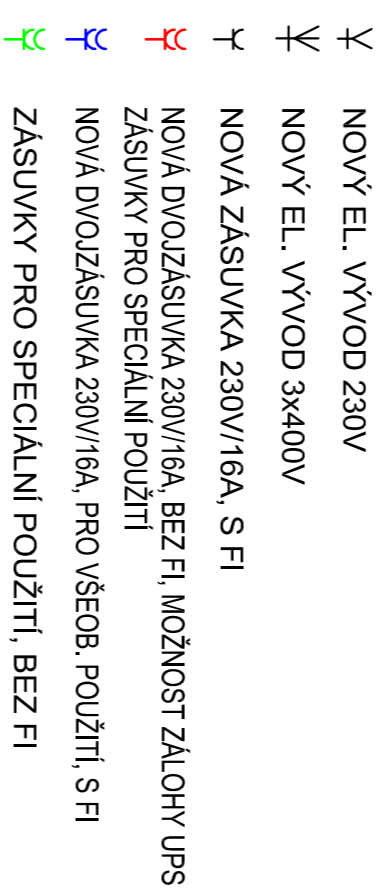 NOVÝ EL. VÝVOD 230V
NOVÝ EL. VÝVOD 3x400V
NOVÁ ZÁSUVKA 230V/16A, S FI
NOVÁ DVOJZÁSUVKA 230V/16A, BEZ FI, MOŽNOST ZÁLOHY UPS
ZÁSUVKY PRO SPECIÁLNÍ POUŽITÍ
NOVÁ DVOJZÁSUVKA 230V/16A, PRO VŠEOB. POUŽITÍ, S FI
ZÁSUVKY PRO SPECIÁLNÍ POUŽITÍ, BEZ FI